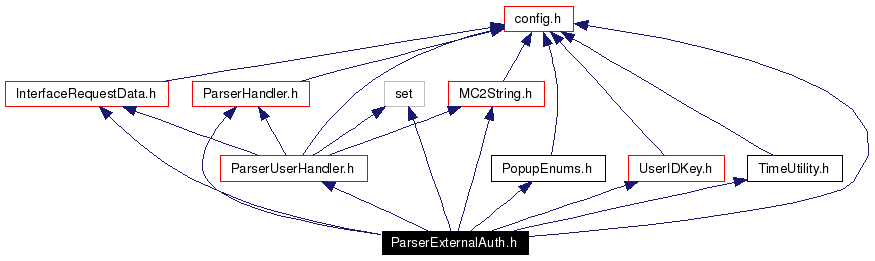 config.h
InterfaceRequestData.h
ParserHandler.h
set
MC2String.h
ParserUserHandler.h
PopupEnums.h
UserIDKey.h
TimeUtility.h
ParserExternalAuth.h